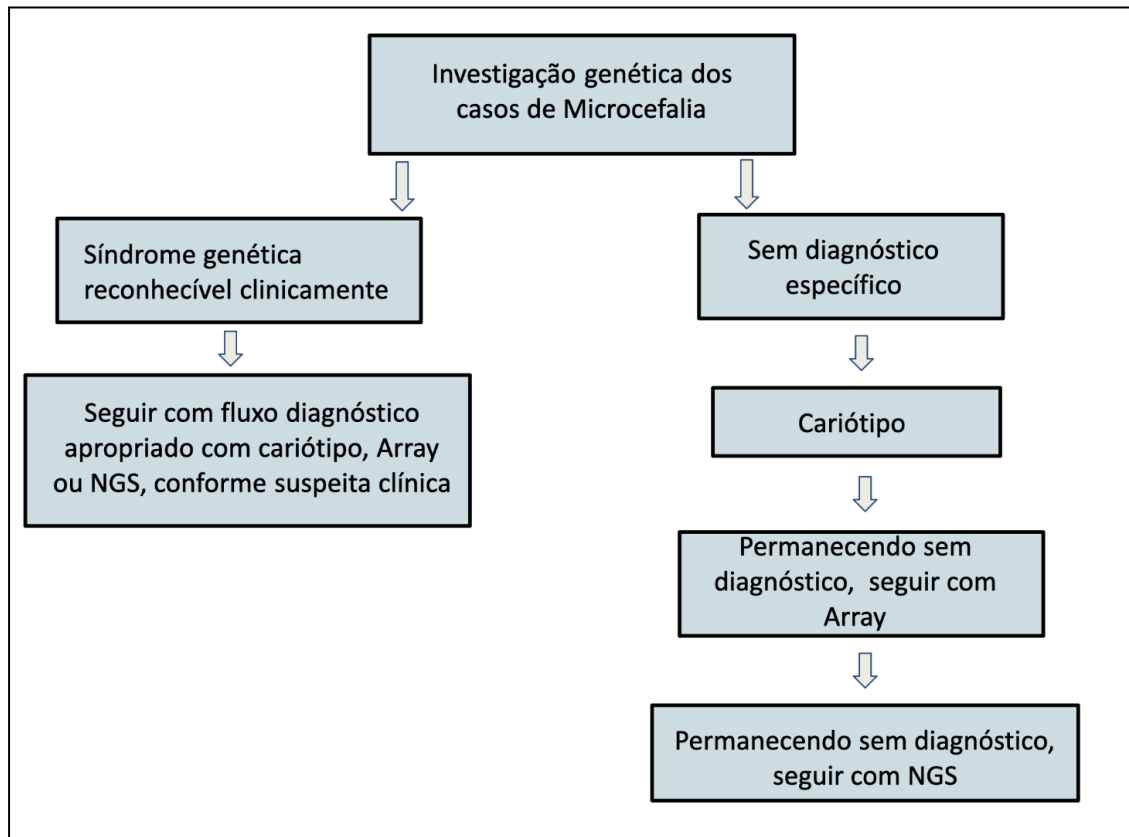 Investigação genética dos
casos de Microcefalia
Síndrome genética
reconhecível clinicamente
Sem diagnóstico
específico
Seguir com fluxo diagnóstico
apropriado com cariótipo, Array
ou NGS, conforme suspeita clínica
Cariótipo
Permanecendo sem
diagnóstico, seguir com
Array
Permanecendo sem diagnóstico,
seguir com NGS